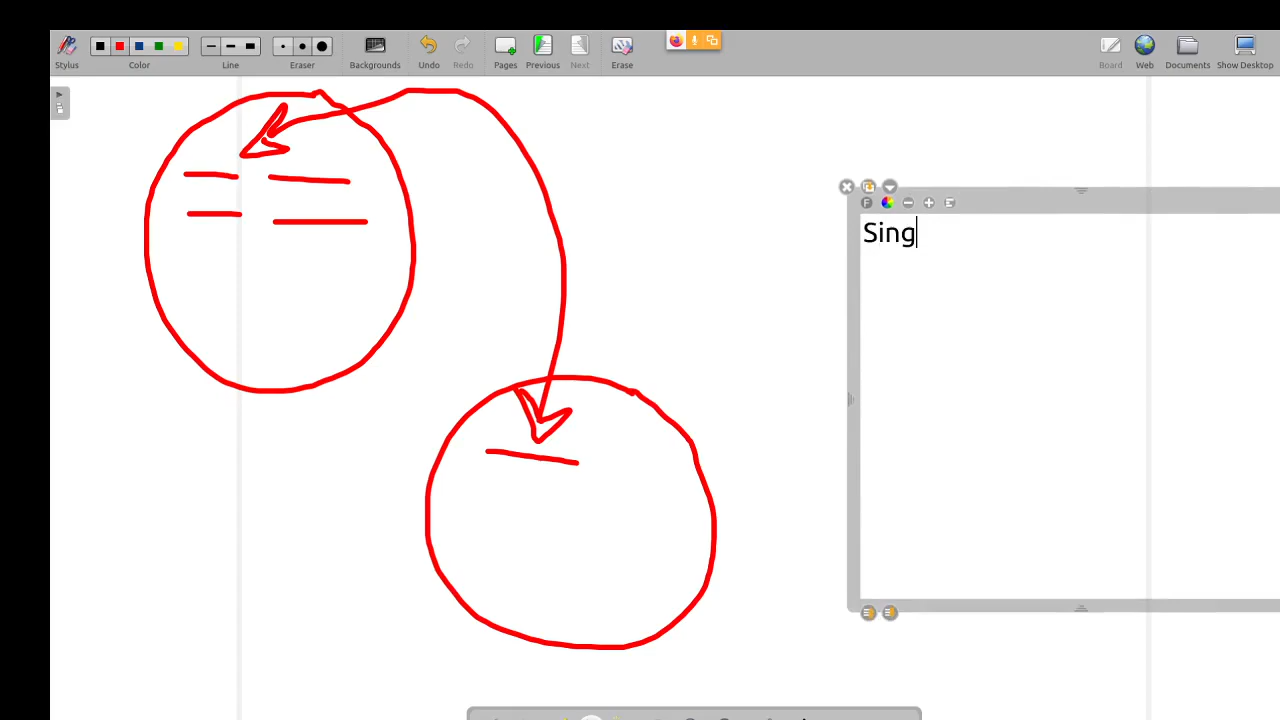 Stylus
Color
Line
Eraser
Backgrounds
Undo
Redo
Pages
Previous
Next
Erase
Board
Web
Documents
Show Desktop
F
Sing